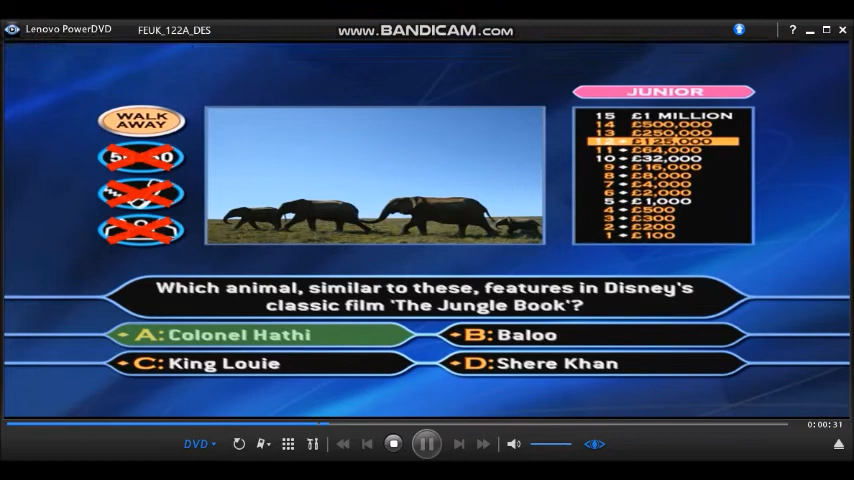 Lenovo PowerDVD
FEUK_122A_DES
www.BANDICAM.com
?
WALK
AWAY
JUNIOR
15 £1 MILLION
14 £500,000
13 £250,000
12 £125,000
11 £64,000
10 £32,000
9 £16,000
8 £8,000
7 £4,000
6 £2,000
5 £1,000
4 £500
3 £300
2 £200
1 £100
Which animal, similar to these, features in Disney's
classic film 'The Jungle Book'?
A: Colonel Hathi
B: Baloo
C: King Louie
D: Shere Khan
0:00:31
DVD